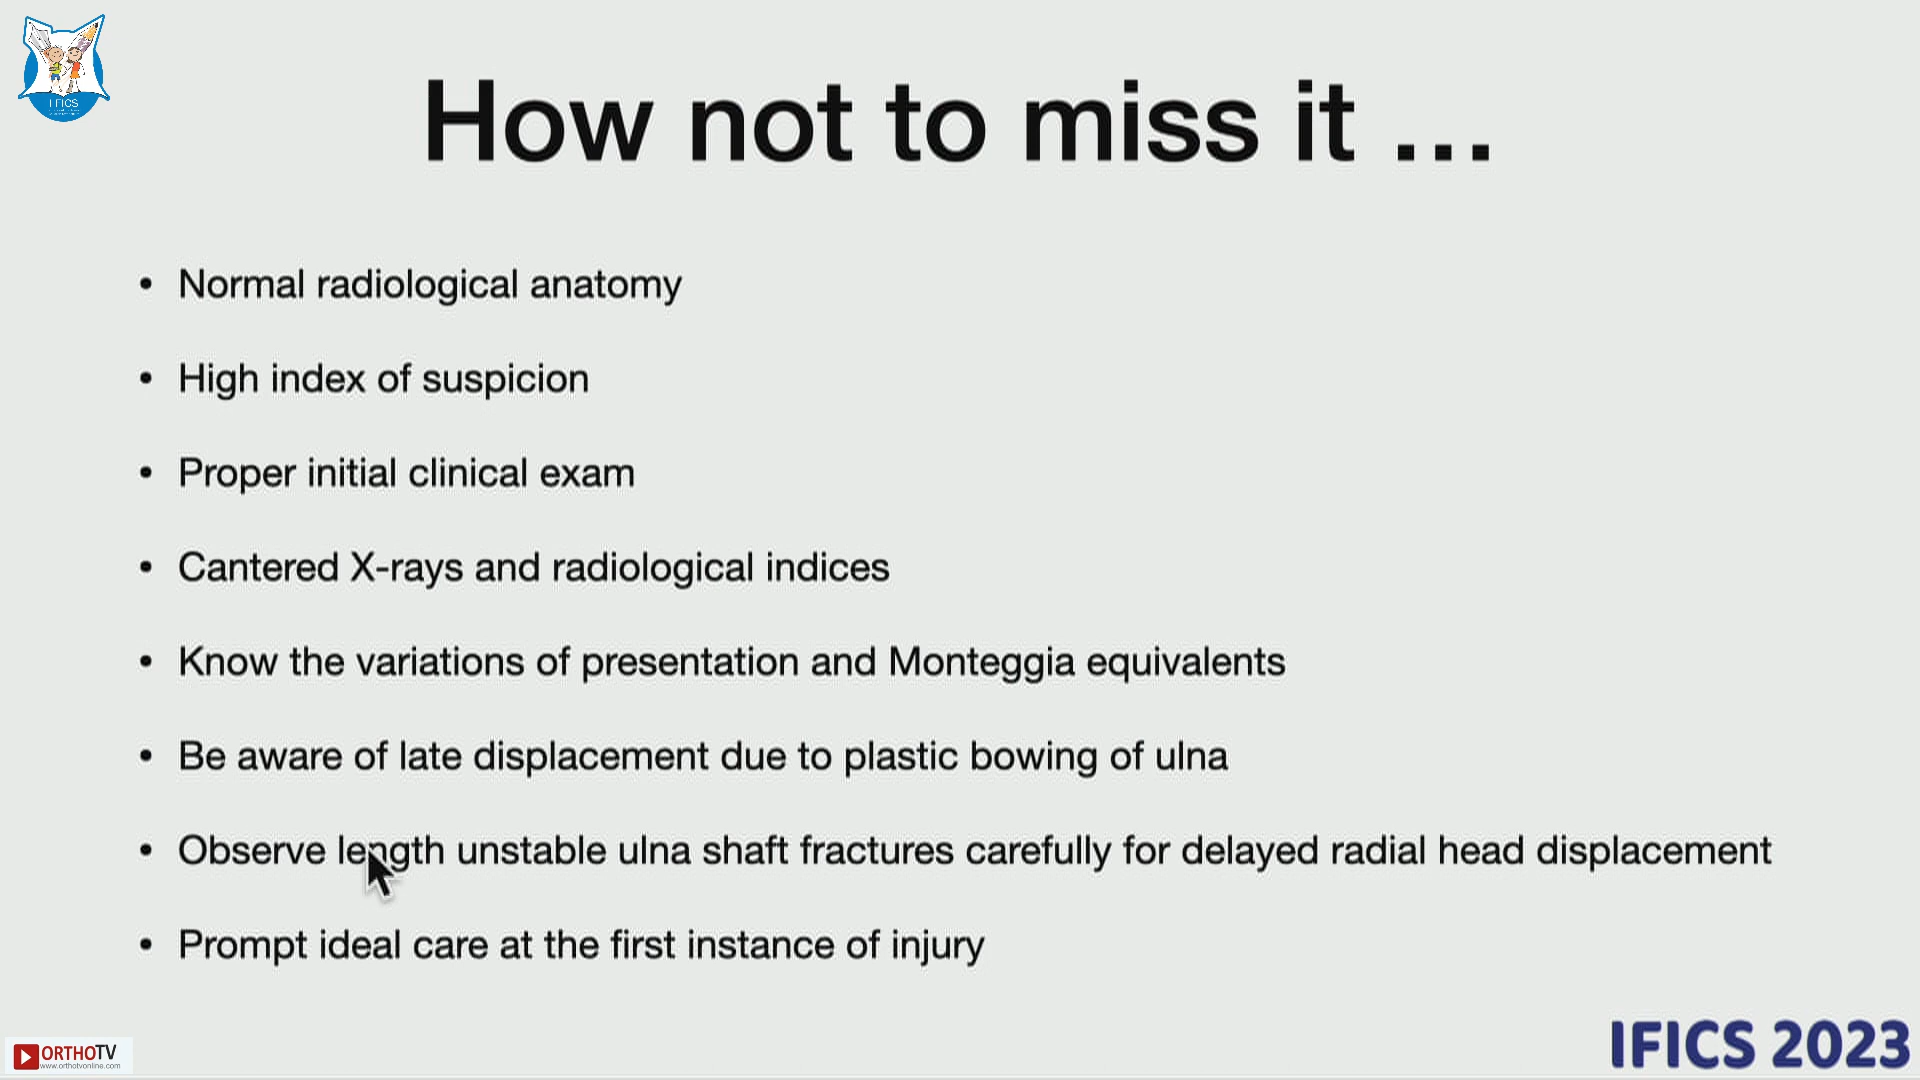 I FICS
How not to miss it ...
• Normal radiological anatomy
• High index of suspicion
• Proper initial clinical exam
• Cantered X-rays and radiological indices
• Know the variations of presentation and Monteggia equivalents
• Be aware of late displacement due to plastic bowing of ulna
• Observe length unstable ulna shaft fractures carefully for delayed radial head displacement
• Prompt ideal care at the first instance of injury
ORTHOTV
www.orthotvonline.com
IFICS 2023